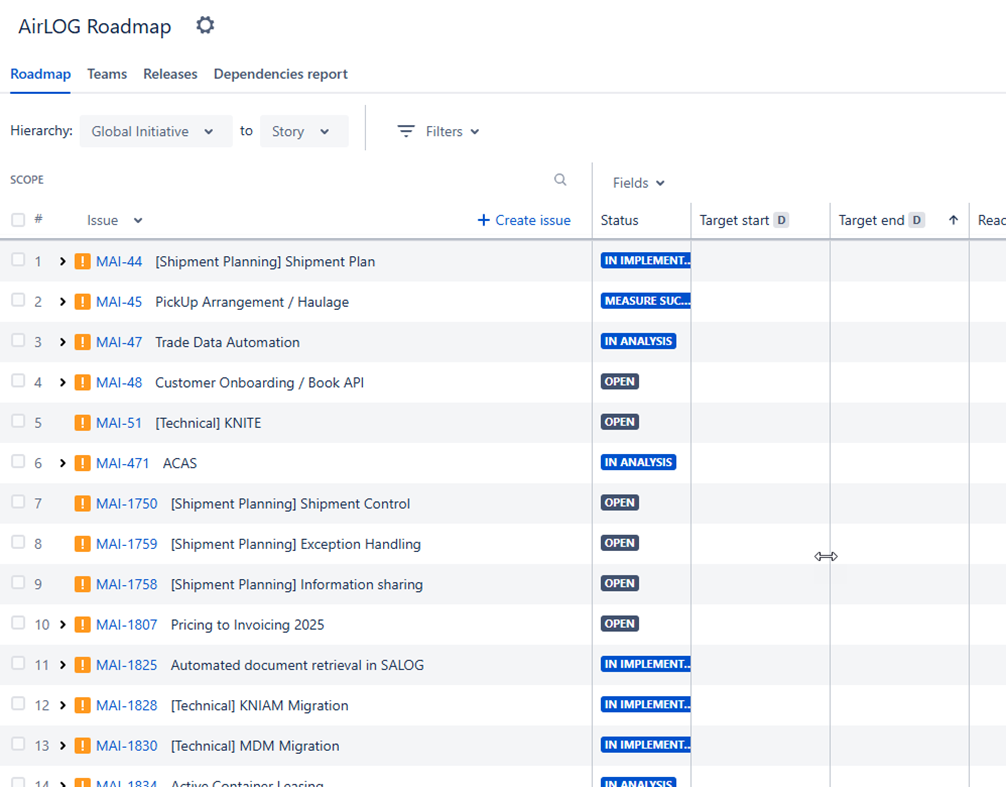 AirLOG Roadmap
Roadmap Teams Releases Dependencies report
Hierarchy: Global Initiative to Story Filters
SCOPE Fields
# Issue + Create issue Status Target start D Target end D
1 MAI-44 [Shipment Planning] Shipment Plan IN IMPLEMENT...
2 MAI-45 PickUp Arrangement / Haulage MEASURE SUC...
3 MAI-47 Trade Data Automation IN ANALYSIS
4 MAI-48 Customer Onboarding / Book API OPEN
5 MAI-51 [Technical] KNITE OPEN
6 MAI-471 ACAS IN ANALYSIS
7 MAI-1750 [Shipment Planning] Shipment Control OPEN
8 MAI-1759 [Shipment Planning] Exception Handling OPEN
9 MAI-1758 [Shipment Planning] Information sharing OPEN
10 MAI-1807 Pricing to Invoicing 2025 OPEN
11 MAI-1825 Automated document retrieval in SALOG IN IMPLEMENT...
12 MAI-1828 [Technical] KNIAM Migration IN IMPLEMENT...
13 MAI-1830 [Technical] MDM Migration IN IMPLEMENT...
14 MAI-1834 Active Container Leasing IN ANALYSIS